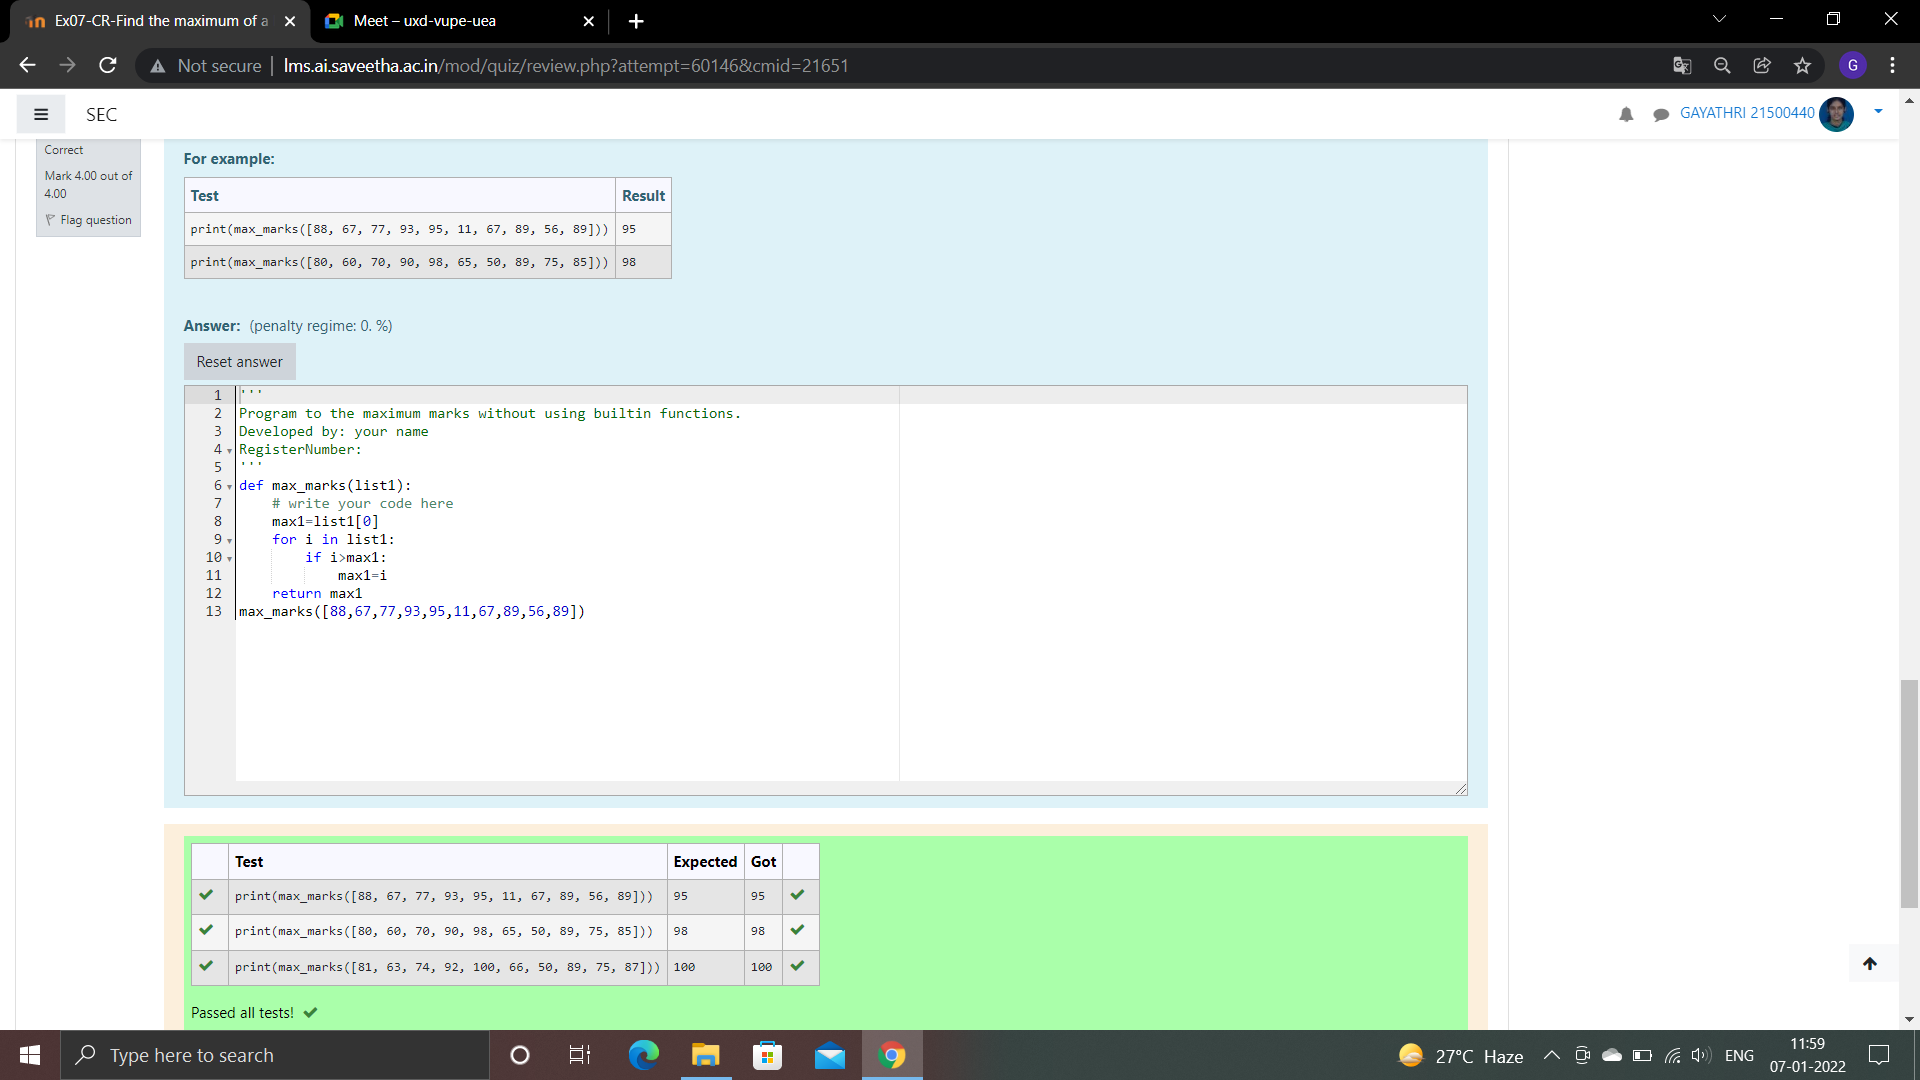 Ex07-CR-Find the maximum of a
Meet – uxd-vupe-uea
Not secure | lms.ai.saveetha.ac.in/mod/quiz/review.php?attempt=60146&cmid=21651
G
SEC
GAYATHRI 21500440
Correct
Mark 4.00 out of
4.00
Flag question
For example:
Test Result
print(max_marks([88, 67, 77, 93, 95, 11, 67, 89, 56, 89])) 95
print(max_marks([80, 60, 70, 90, 98, 65, 50, 89, 75, 85])) 98
Answer: (penalty regime: 0. %)
Reset answer
1 '''
2 Program to the maximum marks without using builtin functions.
3 Developed by: your name
4 RegisterNumber:
5 '''
6 def max_marks(list1):
7 # write your code here
8 max1=list1[0]
9 for i in list1:
10 if i>max1:
11 max1=i
12 return max1
13 max_marks([88,67,77,93,95,11,67,89,56,89])
Test Expected Got
print(max_marks([88, 67, 77, 93, 95, 11, 67, 89, 56, 89])) 95 95
print(max_marks([80, 60, 70, 90, 98, 65, 50, 89, 75, 85])) 98 98
print(max_marks([81, 63, 74, 92, 100, 66, 50, 89, 75, 87])) 100 100
Passed all tests!
Type here to search
27°C Haze
ENG
11:59
07-01-2022